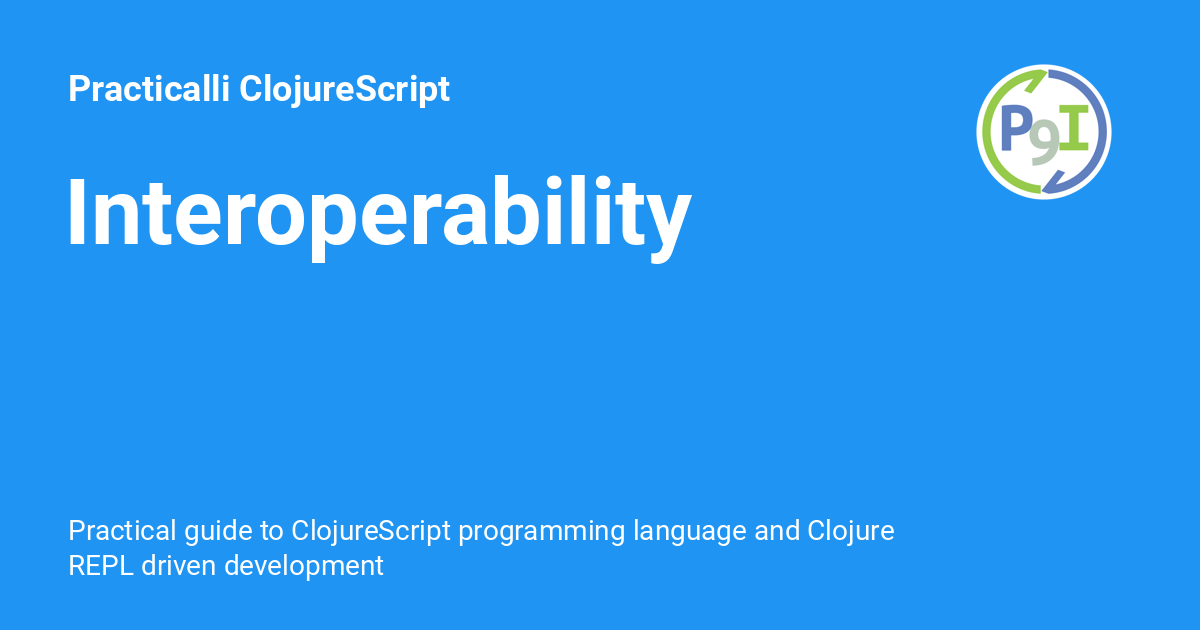 Practicalli ClojureScript
P9I
Interoperability
Practical guide to ClojureScript programming language and Clojure
REPL driven development